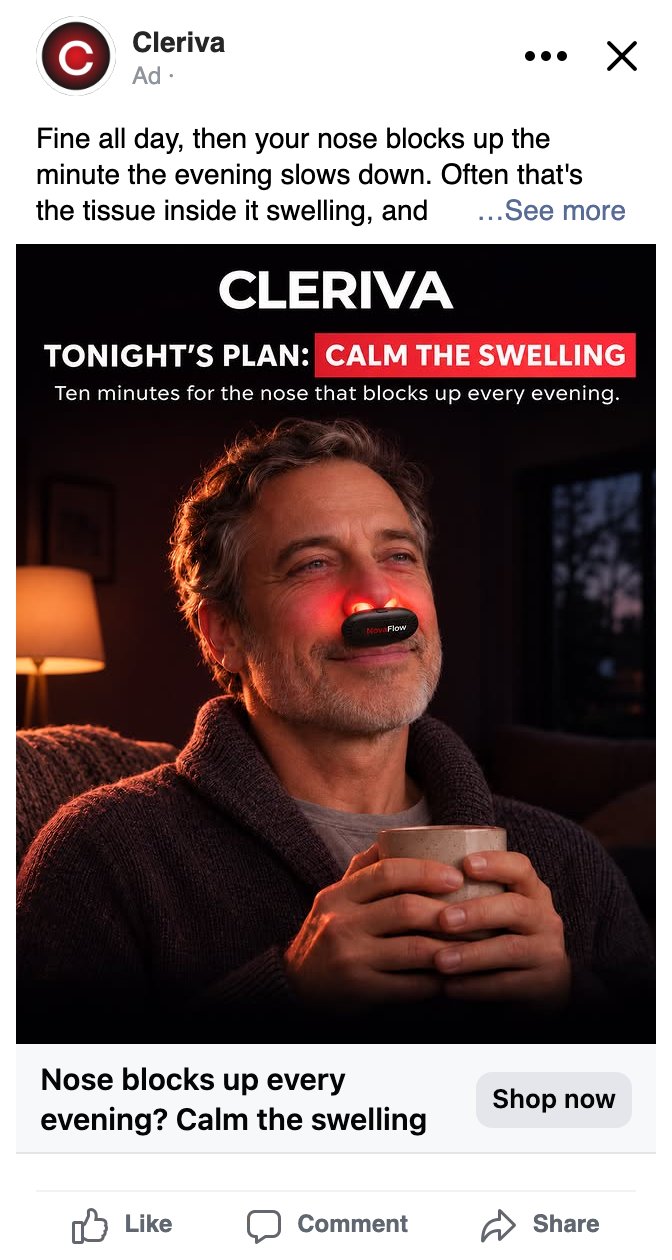 C
Cleriva
Ad ·
Fine all day, then your nose blocks up the
minute the evening slows down. Often that's
the tissue inside it swelling, and ...See more
CLERIVA
TONIGHT'S PLAN: CALM THE SWELLING
Ten minutes for the nose that blocks up every evening.
NovaFlow
Nose blocks up every
evening? Calm the swelling
Shop now
Like Comment Share